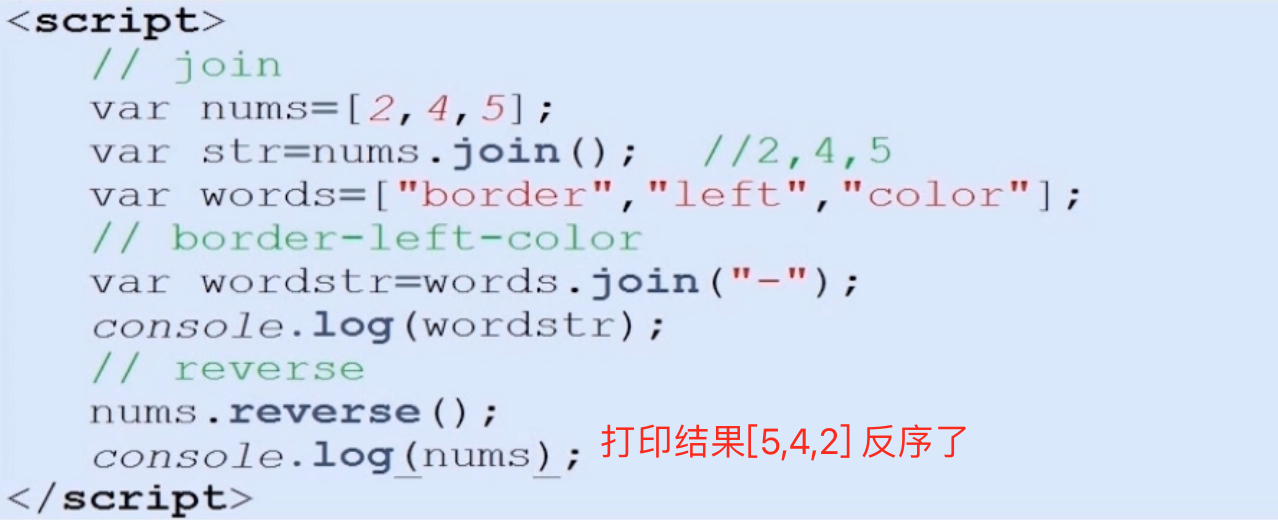 <script>
// join
var nums=[2,4,5];
var str=nums.join(); //2,4,5
var words=["border","left","color"];
// border-left-color
var wordstr=words.join("-");
console.log(wordstr);
// reverse
nums.reverse();
console.log(nums); 打印结果[5,4,2] 反序了
</script>